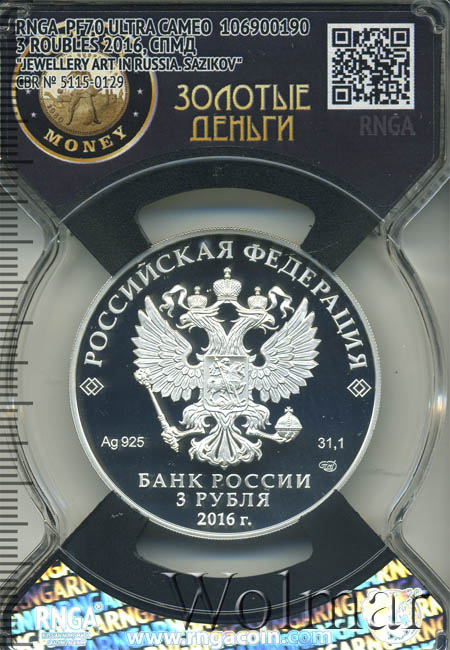 RNGA PF70 ULTRA CAMEO 106900190
3 ROUBLES 2016, СПМД
"JEWELLERY ART IN RUSSIA. SAZIKOV"
CBR № 5115-0129
MONEY
ЗОЛОТЫЕ
ДЕНЬГИ
RNGA
РОССИЙСКАЯ ФЕДЕРАЦИЯ
Ag 925
31,1
БАНК РОССИИ
3 РУБЛЯ
2016 г.
RNGA
www.rngacoin.com
Wolmar